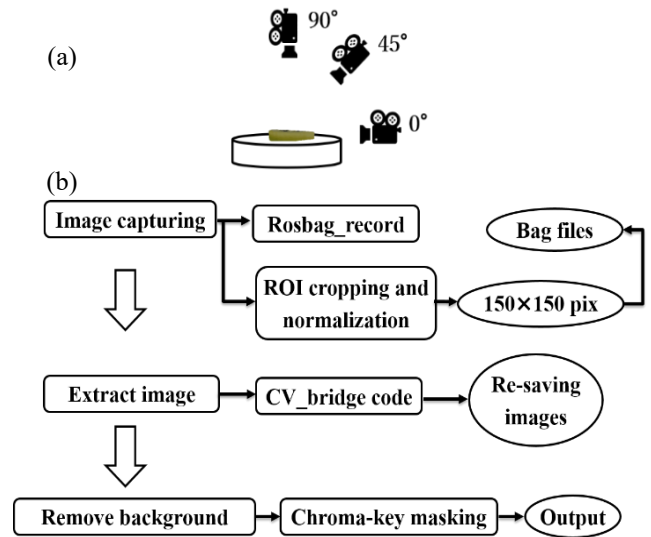 90°
(a)
45°
0°
(b)
Image capturing
Rosbag_record
Bag files
ROI cropping and
normalization
150×150 pix
Extract image
CV_bridge code
Re-saving
images
Remove background
Chroma-key masking
Output